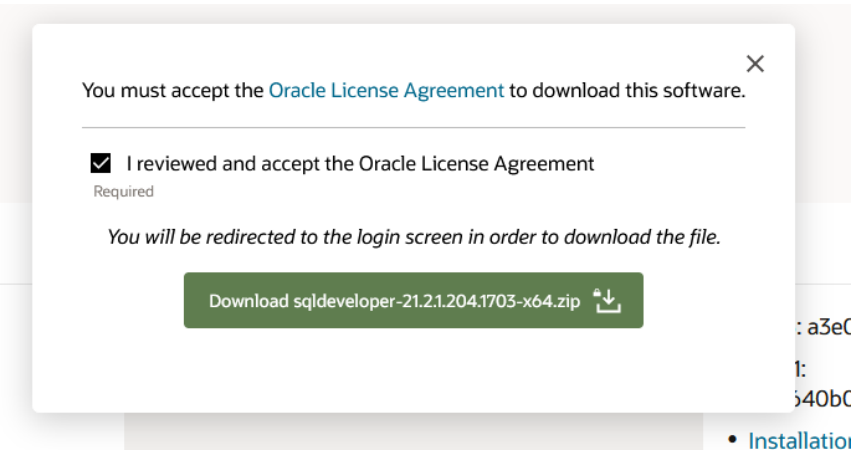 You must accept the Oracle License Agreement to download this software.
I reviewed and accept the Oracle License Agreement
Required
You will be redirected to the login screen in order to download the file.
Download sqldeveloper-21.2.1.204.1703-x64.zip
: a3e0
1:
640b0
• Installation